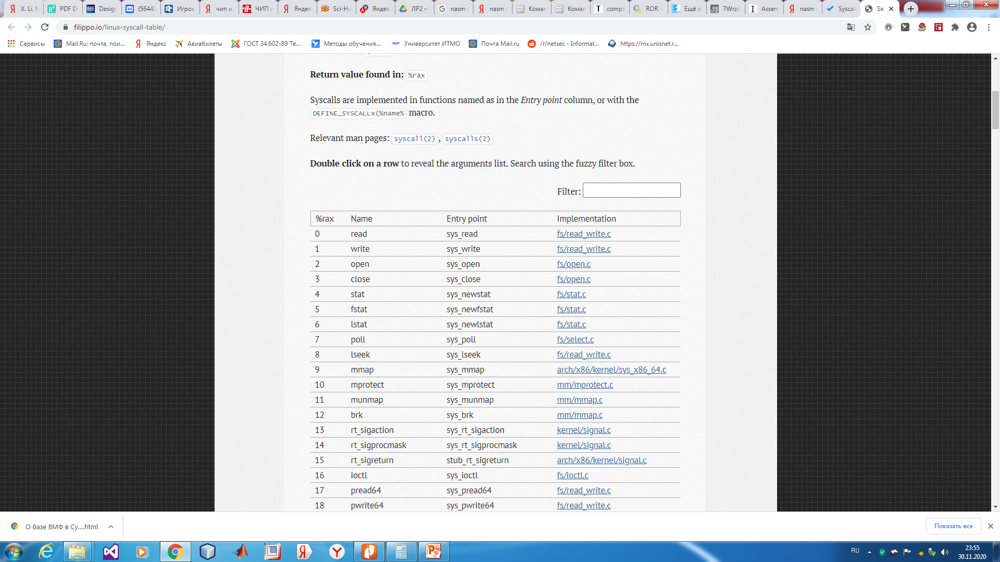 X. Li, N
PDF D
Design
(5644)
Игрок
чип и
ЧИП и
Яндек
Sci-Hu
Яндек
ЛР2 –
nasm
nasm
Коман
Коман
compil
ROR -
Ещё о
7Wrzd
Assem
nasm
Syscal
Se
filippo.io/linux-syscall-table/
Сервисы
Mail.Ru: почта, пои...
Яндекс
Авиабилеты
ГОСТ 34.602-89 Те...
Методы обучения...
Университет ИТМО
Почта Mail.ru
/r/netsec - Informat...
https://mx.unisnet.r...
Return value found in: %rax
Syscalls are implemented in functions named as in the Entry point column, or with the
DEFINE_SYSCALLx(%name% macro.
Relevant man pages: syscall(2), syscalls(2)
Double click on a row to reveal the arguments list. Search using the fuzzy filter box.
Filter:
%rax Name Entry point Implementation
0 read sys_read fs/read_write.c
1 write sys_write fs/read_write.c
2 open sys_open fs/open.c
3 close sys_close fs/open.c
4 stat sys_newstat fs/stat.c
5 fstat sys_newfstat fs/stat.c
6 lstat sys_newlstat fs/stat.c
7 poll sys_poll fs/select.c
8 lseek sys_lseek fs/read_write.c
9 mmap sys_mmap arch/x86/kernel/sys_x86_64.c
10 mprotect sys_mprotect mm/mprotect.c
11 munmap sys_munmap mm/mmap.c
12 brk sys_brk mm/mmap.c
13 rt_sigaction sys_rt_sigaction kernel/signal.c
14 rt_sigprocmask sys_rt_sigprocmask kernel/signal.c
15 rt_sigreturn stub_rt_sigreturn arch/x86/kernel/signal.c
16 ioctl sys_ioctl fs/ioctl.c
17 pread64 sys_pread64 fs/read_write.c
18 pwrite64 sys_pwrite64 fs/read_write.c
О базе ВМФ в Су....html
Показать все
RU
23:55
30.11.2020